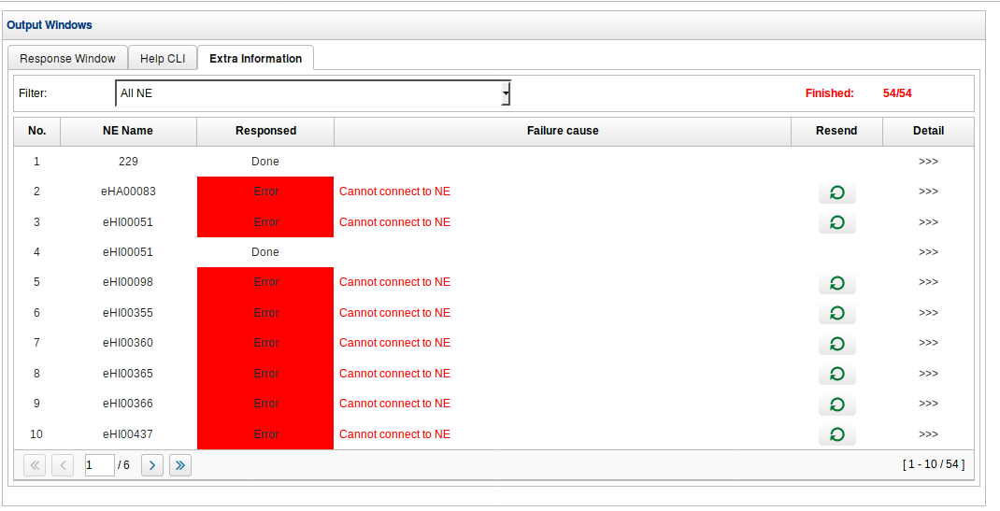 Output Windows
Response Window Help CLI Extra Information
Filter: All NE Finished: 54/54
No. NE Name Responsed Failure cause Resend Detail
1 229 Done >>>
2 eHA00083 Error Cannot connect to NE >>>
3 eHI00051 Error Cannot connect to NE >>>
4 eHI00051 Done >>>
5 eHI00098 Error Cannot connect to NE >>>
6 eHI00355 Error Cannot connect to NE >>>
7 eHI00360 Error Cannot connect to NE >>>
8 eHI00365 Error Cannot connect to NE >>>
9 eHI00366 Error Cannot connect to NE >>>
10 eHI00437 Error Cannot connect to NE >>>
1 / 6 [ 1 - 10 / 54 ]